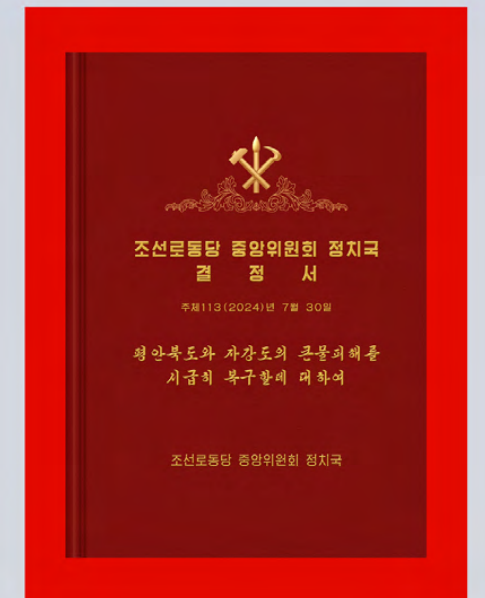 조선로동당 중앙위원회 정치국
결 정 서
주체113(2024)년 7월 30일
평안북도와 자강도의 큰물피해를
시급히 복구할데 대하여
조선로동당 중앙위원회 정치국